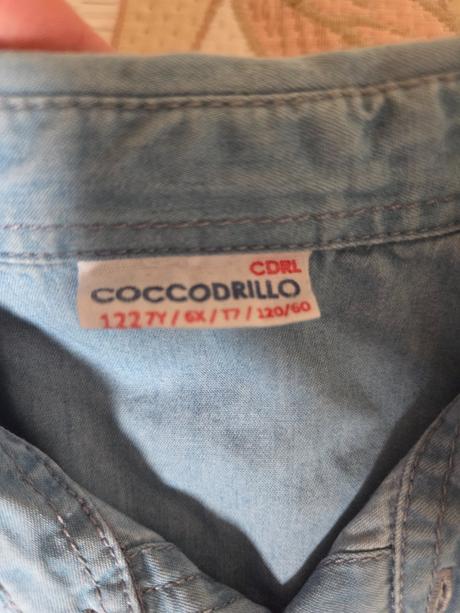 CDRL
COCCODRILLO
122 7Y / 6X / T7 / 120/60